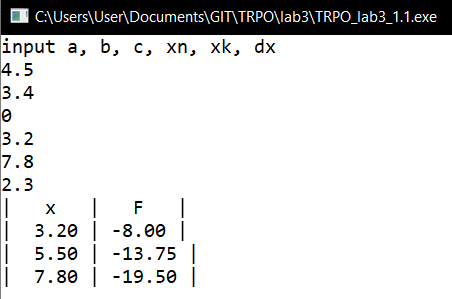 C:\Users\User\Documents\GIT\TRPO\lab3\TRPO_lab3_1.1.exe
input a, b, c, xn, xk, dx
4.5
3.4
0
3.2
7.8
2.3
|   x   |   F   |
|  3.20 | -8.00 |
|  5.50 | -13.75 |
|  7.80 | -19.50 |